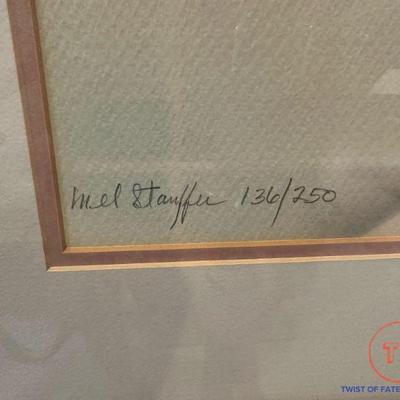 Mel Stauffer 136/250
T
TWIST OF FATE